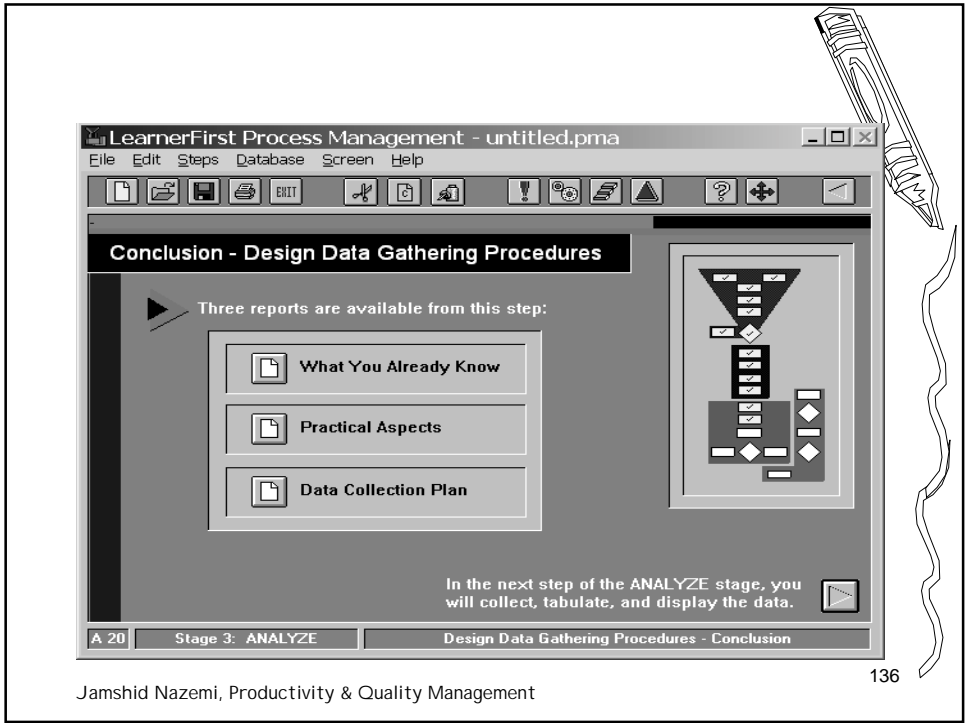 LearnerFirst Process Management - untitled.pma
File Edit Steps Database Screen Help
EXIT
Conclusion - Design Data Gathering Procedures
Three reports are available from this step:
What You Already Know
Practical Aspects
Data Collection Plan
In the next step of the ANALYZE stage, you
will collect, tabulate, and display the data.
A 20 Stage 3: ANALYZE Design Data Gathering Procedures - Conclusion
136
Jamshid Nazemi, Productivity & Quality Management